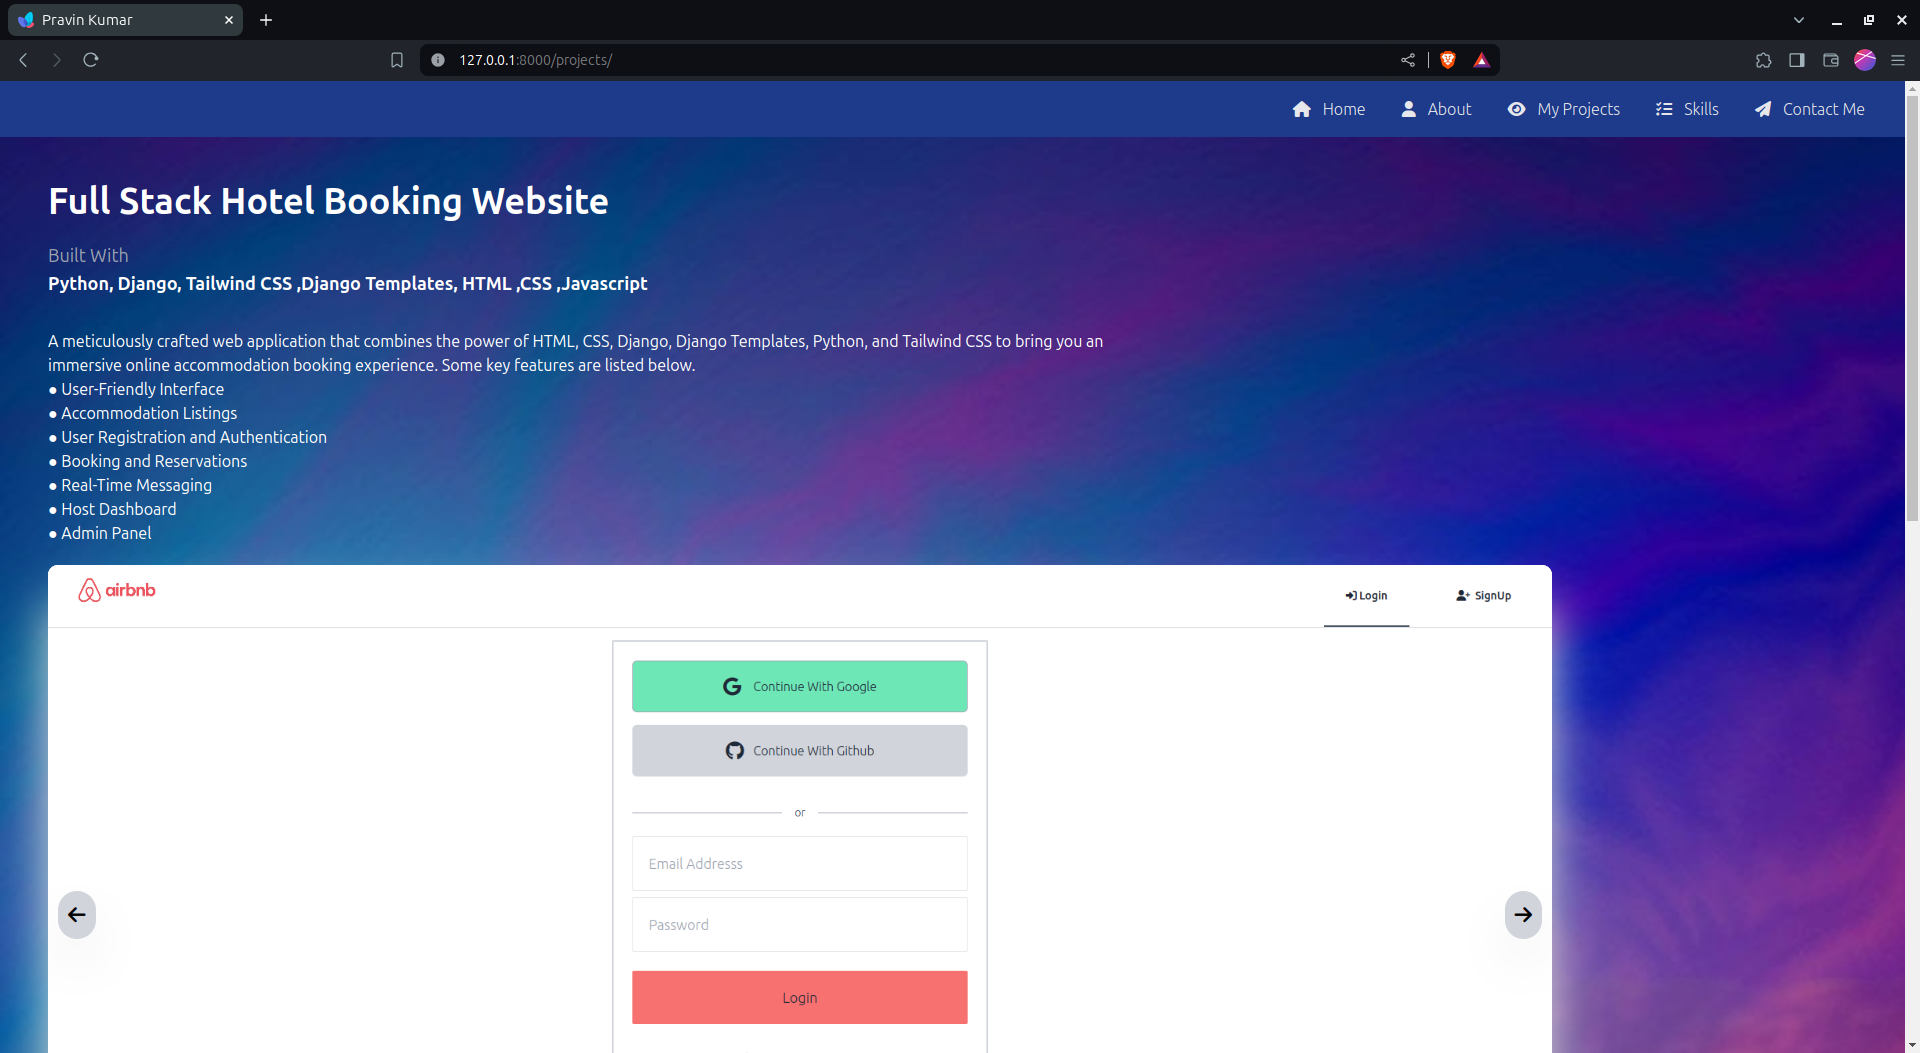 Pravin Kumar
127.0.0.1:8000/projects/
Home About My Projects Skills Contact Me
Full Stack Hotel Booking Website
Built With
Python, Django, Tailwind CSS ,Django Templates, HTML ,CSS ,Javascript
A meticulously crafted web application that combines the power of HTML, CSS, Django, Django Templates, Python, and Tailwind CSS to bring you an
immersive online accommodation booking experience. Some key features are listed below.
● User-Friendly Interface
● Accommodation Listings
● User Registration and Authentication
● Booking and Reservations
● Real-Time Messaging
● Host Dashboard
● Admin Panel
airbnb
Login SignUp
Continue With Google
Continue With Github
or
Email Addresss
Password
Login